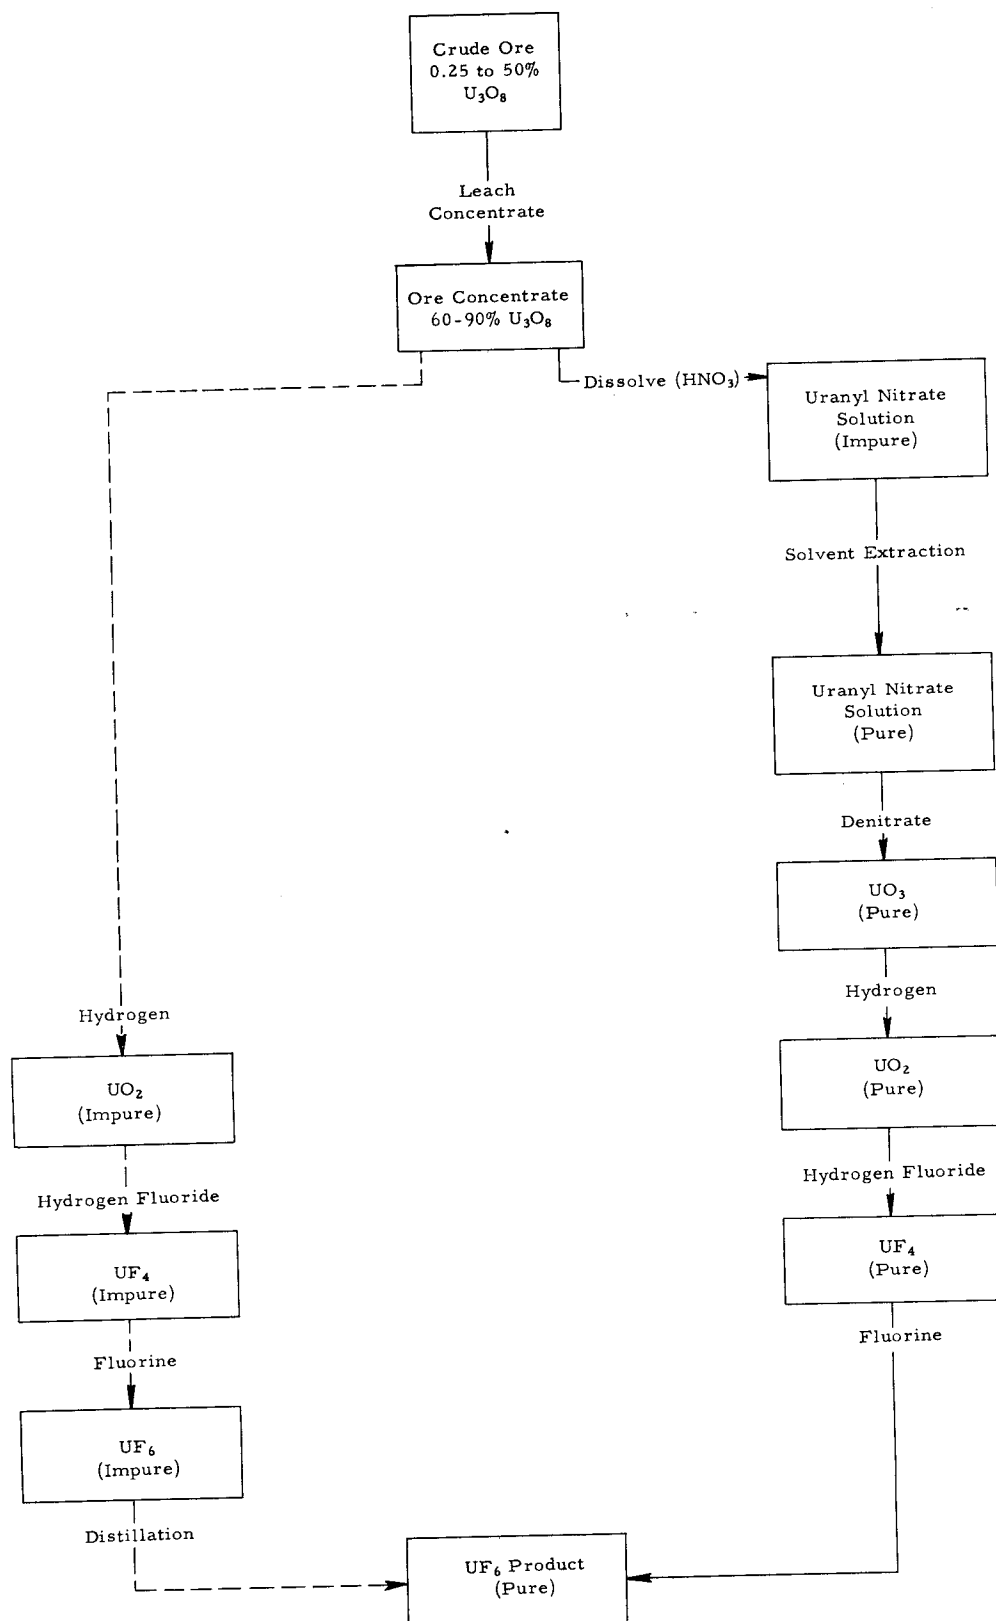 Crude Ore
0.25 to 50%
U₃O₈
Leach
Concentrate
Ore Concentrate
60-90% U₃O₈
Dissolve (HNO₃)
Uranyl Nitrate
Solution
(Impure)
Solvent Extraction
Uranyl Nitrate
Solution
(Pure)
Denitrate
UO₃
(Pure)
Hydrogen
UO₂
(Pure)
Hydrogen Fluoride
UF₄
(Pure)
Fluorine
Hydrogen
UO₂
(Impure)
Hydrogen Fluoride
UF₄
(Impure)
Fluorine
UF₆
(Impure)
Distillation
UF₆ Product
(Pure)